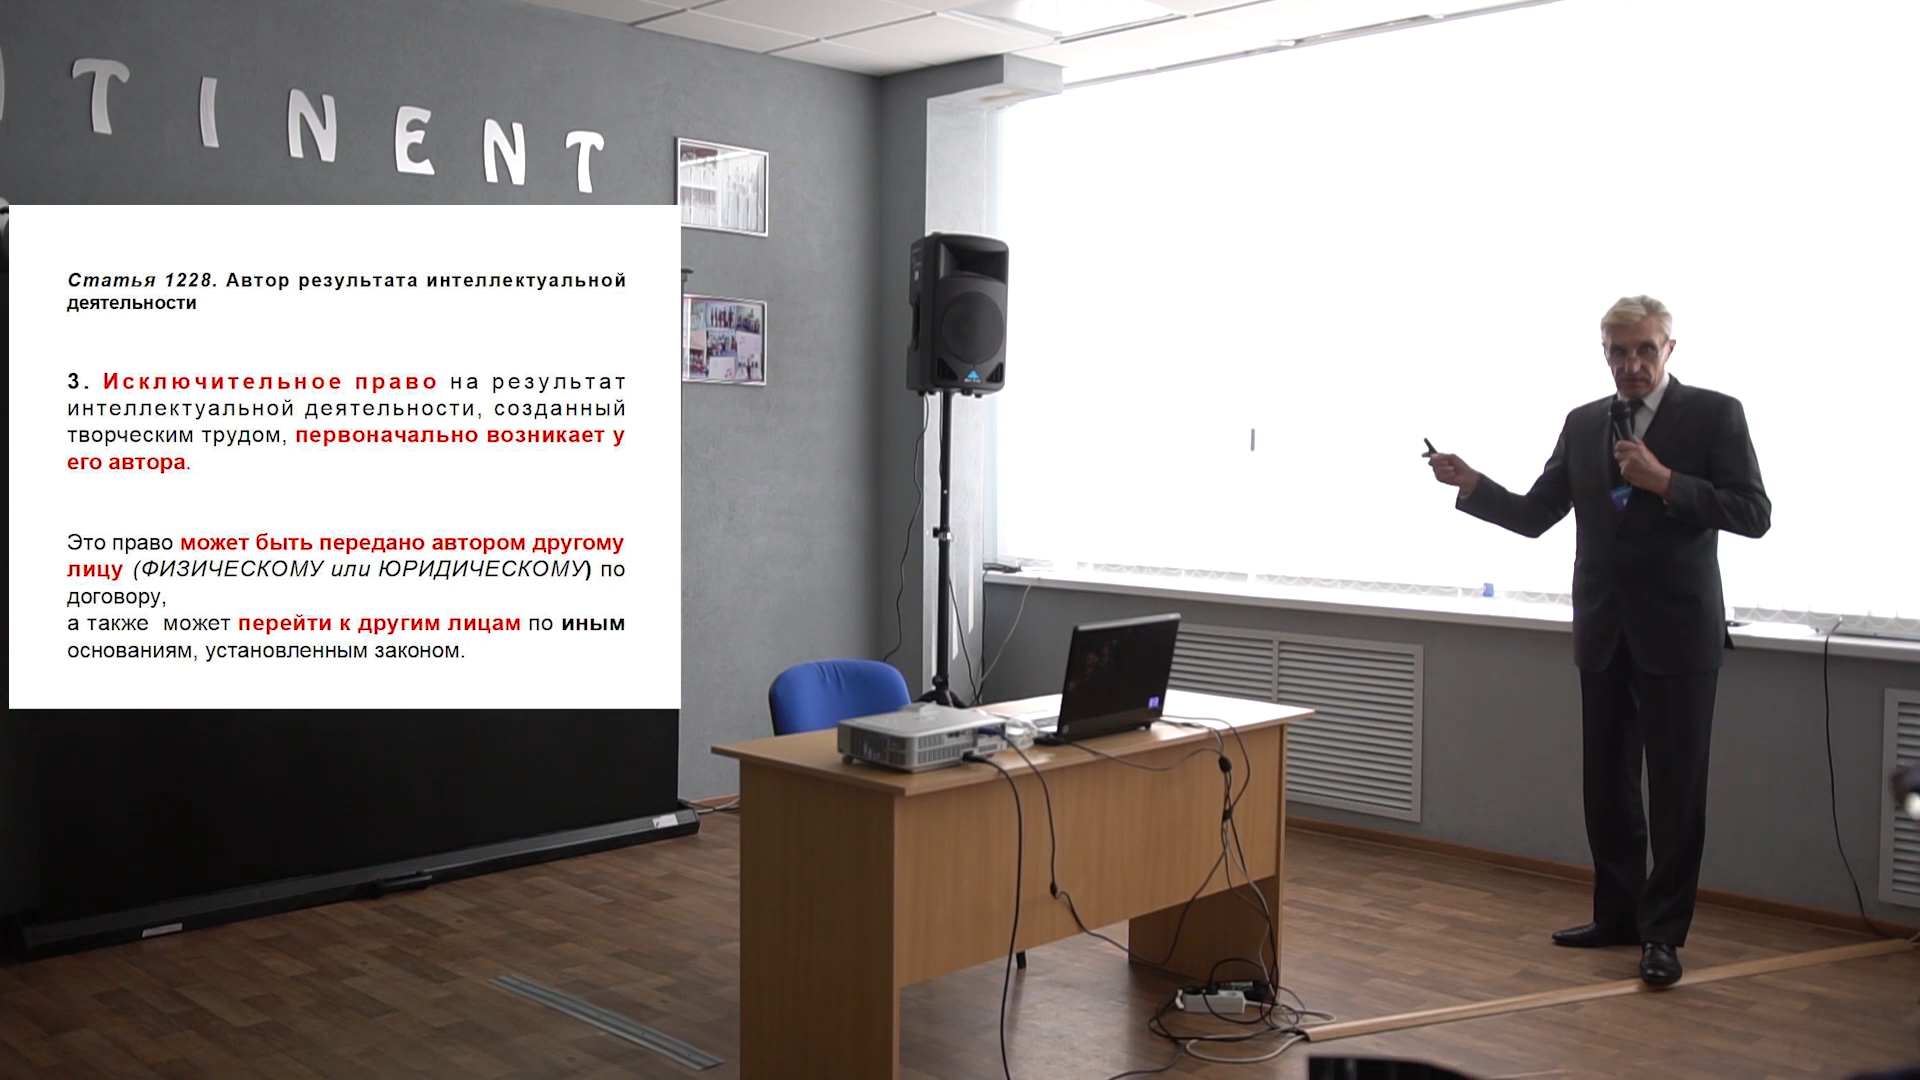 TINENT
Статья 1228. Автор результата интеллектуальной
деятельности
3. Исключительное право на результат
интеллектуальной деятельности, созданный
творческим трудом, первоначально возникает у
его автора.
Это право может быть передано автором другому
лицу (ФИЗИЧЕСКОМУ или ЮРИДИЧЕСКОМУ) по
договору,
а также может перейти к другим лицам по иным
основаниям, установленным законом.